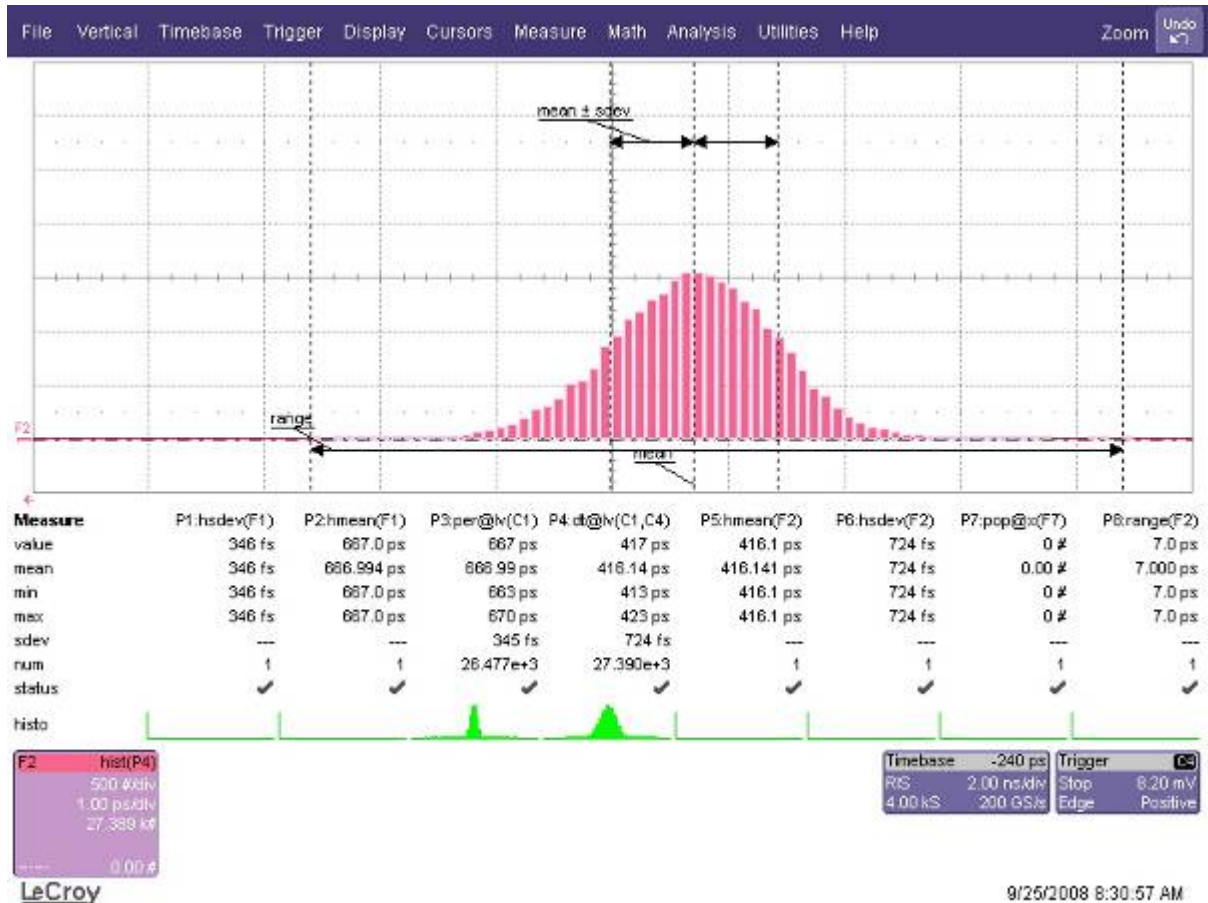 File Vertical Timebase Trigger Display Cursors Measure Math Analysis Utilities Help Zoom Undo
mean ± sdev
F2
range
mean
Measure P1:hsdev(F1) P2:hmean(F1) P3:per@lv(C1) P4:dt@lv(C1,C4) P5:hmean(F2) P6:hsdev(F2) P7:pop@x(F7) P8:range(F2)
value 346 fs 667.0 ps 667 ps 417 ps 416.1 ps 724 fs 0 # 7.0 ps
mean 346 fs 666.994 ps 666.99 ps 416.14 ps 416.141 ps 724 fs 0.00 # 7.000 ps
min 346 fs 667.0 ps 663 ps 413 ps 416.1 ps 724 fs 0 # 7.0 ps
max 346 fs 667.0 ps 670 ps 423 ps 416.1 ps 724 fs 0 # 7.0 ps
sdev --- --- 345 fs 724 fs --- --- --- ---
num 1 1 26.477e+3 27.390e+3 1 1 1 1
status
histo
F2 hist(P4)
500 #/div
1.00 ps/div
27.389 k#
----- 0.00 #
Timebase -240 ps
RIS 2.00 ns/div
4.00 kS 200 GS/s
Trigger C4
Stop 8.20 mV
Edge Positive
LeCroy
9/25/2008 8:30:57 AM